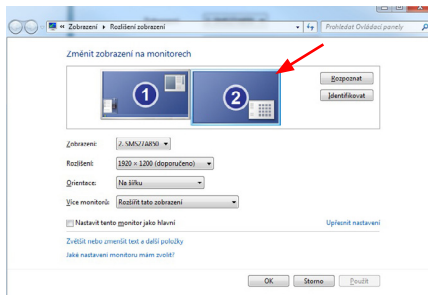 « Zobrazení ▸ Rozlišení zobrazení
Prohledat Ovládací panely
Změnit zobrazení na monitorech
1
2
Rozpoznat
Identifikovat
Zobrazení: 2. SMS27A850
Rozlišení: 1920 × 1200 (doporučeno)
Orientace: Na šířku
Více monitorů: Rozšířit tato zobrazení
Nastavit tento monitor jako hlavní
Upřesnit nastavení
Zvětšit nebo zmenšit text a další položky
Jaké nastavení monitoru mám zvolit?
OK Storno Použít